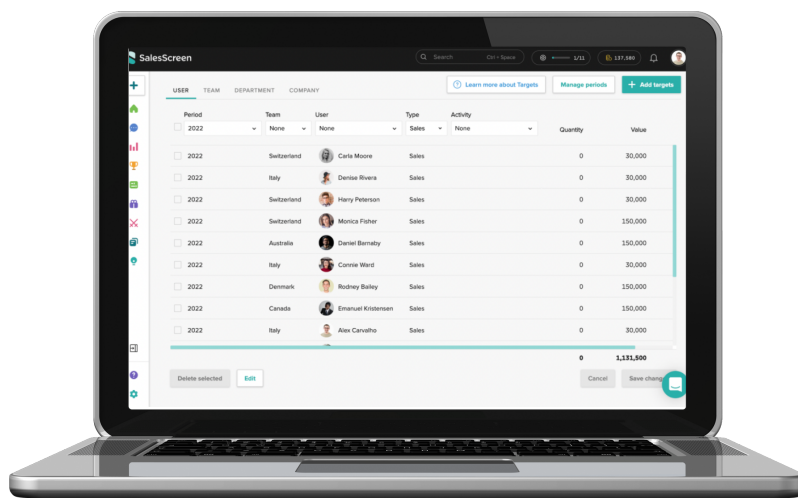 SalesScreen
Search Ctrl + Space 1/11 137,580
USER TEAM DEPARTMENT COMPANY
Learn more about Targets Manage periods + Add targets
Period Team User Type Activity
2022 None None Sales None Quantity Value
2022 Switzerland Carla Moore Sales 0 30,000
2022 Italy Denise Rivera Sales 0 30,000
2022 Switzerland Harry Peterson Sales 0 30,000
2022 Switzerland Monica Fisher Sales 0 150,000
2022 Australia Daniel Barnaby Sales 0 150,000
2022 Italy Connie Ward Sales 0 30,000
2022 Denmark Rodney Bailey Sales 0 150,000
2022 Canada Emanuel Kristensen Sales 0 150,000
2022 Italy Alex Carvalho Sales 0 30,000
0 1,131,500
Delete selected Edit Cancel Save chang